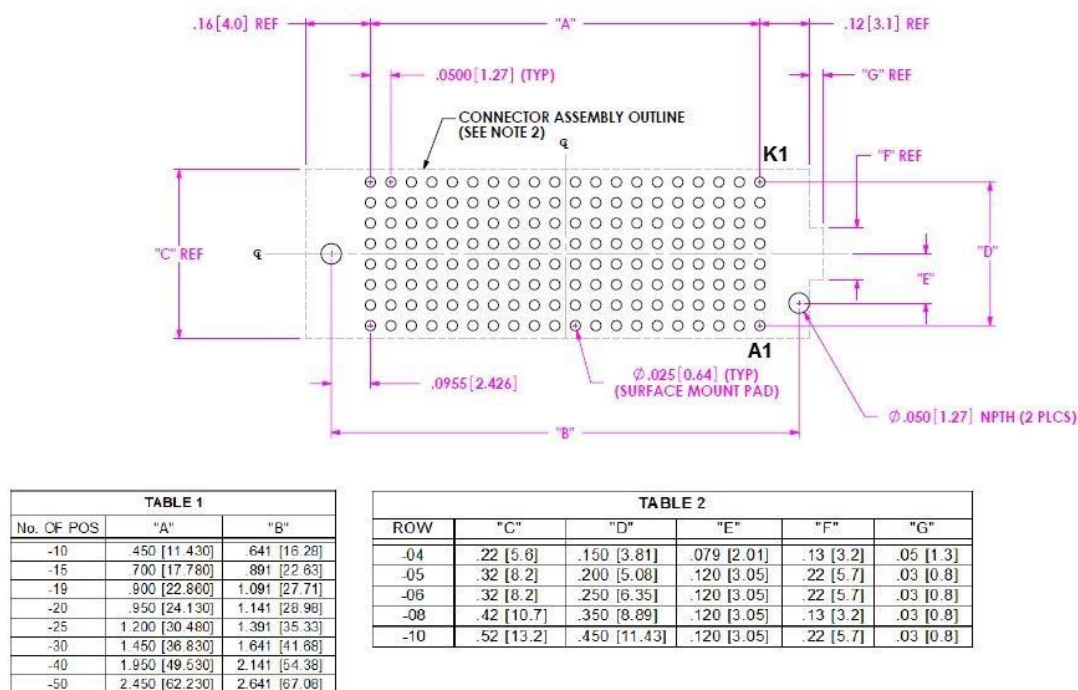 .16[4.0] REF
"A"
.12[3.1] REF
.0500[1.27] (TYP)
"G" REF
CONNECTOR ASSEMBLY OUTLINE
(SEE NOTE 2)
℄
K1
"F" REF
"C" REF
℄
"D"
"E"
A1
.0955[2.426]
Ø.025[0.64] (TYP)
(SURFACE MOUNT PAD)
Ø.050[1.27] NPTH (2 PLCS)
"B"
TABLE 1
No. OF POS "A" "B"
-10 .450 [11.430] .641 [16.28]
-15 .700 [17.780] .891 [22.63]
-19 .900 [22.860] 1.091 [27.71]
-20 .950 [24.130] 1.141 [28.98]
-25 1.200 [30.480] 1.391 [35.33]
-30 1.450 [36.830] 1.641 [41.68]
-40 1.950 [49.530] 2.141 [54.38]
-50 2.450 [62.230] 2.641 [67.08]
TABLE 2
ROW "C" "D" "E" "F" "G"
-04 .22 [5.6] .150 [3.81] .079 [2.01] .13 [3.2] .05 [1.3]
-05 .32 [8.2] .200 [5.08] .120 [3.05] .22 [5.7] .03 [0.8]
-06 .32 [8.2] .250 [6.35] .120 [3.05] .22 [5.7] .03 [0.8]
-08 .42 [10.7] .350 [8.89] .120 [3.05] .13 [3.2] .03 [0.8]
-10 .52 [13.2] .450 [11.43] .120 [3.05] .22 [5.7] .03 [0.8]